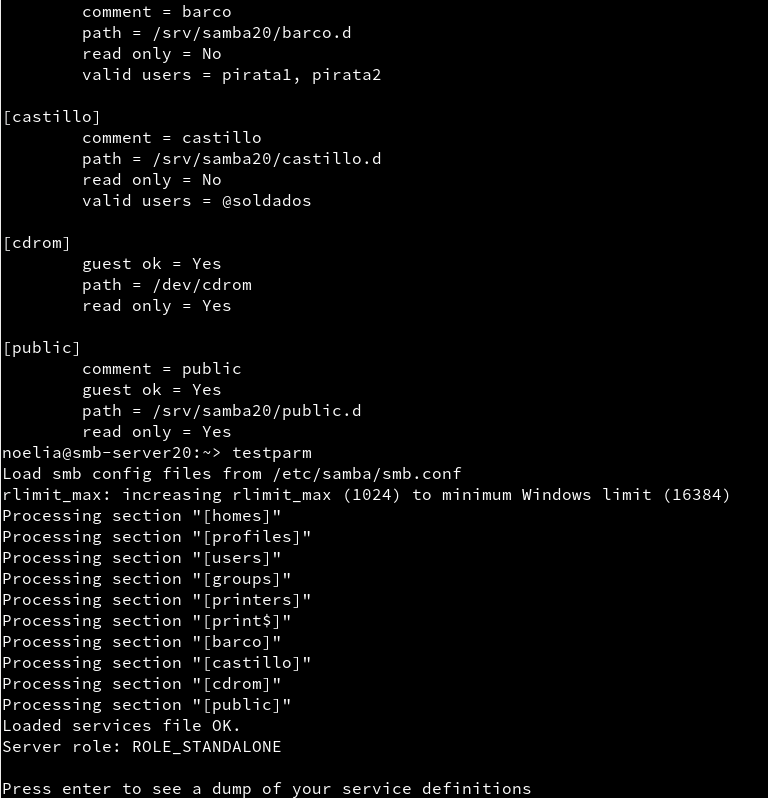 comment = barco
path = /srv/samba20/barco.d
read only = No
valid users = pirata1, pirata2
[castillo]
comment = castillo
path = /srv/samba20/castillo.d
read only = No
valid users = @soldados
[cdrom]
guest ok = Yes
path = /dev/cdrom
read only = Yes
[public]
comment = public
guest ok = Yes
path = /srv/samba20/public.d
read only = Yes
noelia@smb-server20:~> testparm
Load smb config files from /etc/samba/smb.conf
rlimit_max: increasing rlimit_max (1024) to minimum Windows limit (16384)
Processing section "[homes]"
Processing section "[profiles]"
Processing section "[users]"
Processing section "[groups]"
Processing section "[printers]"
Processing section "[print$]"
Processing section "[barco]"
Processing section "[castillo]"
Processing section "[cdrom]"
Processing section "[public]"
Loaded services file OK.
Server role: ROLE_STANDALONE
Press enter to see a dump of your service definitions